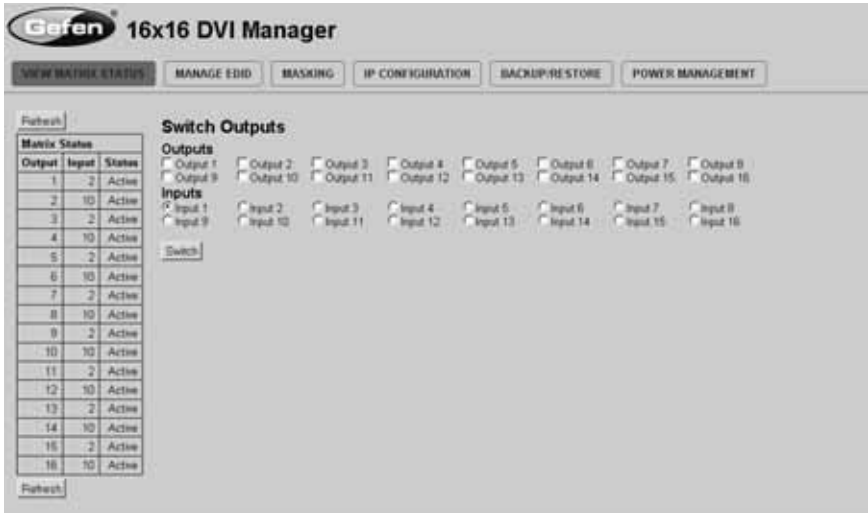 Gefen ® 16x16 DVI Manager
VIEW MATRIX STATUS MANAGE EDID MASKING IP CONFIGURATION BACKUP/RESTORE POWER MANAGEMENT
Refresh
Matrix Status
Output Input Status
1 2 Active
2 10 Active
3 2 Active
4 10 Active
5 2 Active
6 10 Active
7 2 Active
8 10 Active
9 2 Active
10 10 Active
11 2 Active
12 10 Active
13 2 Active
14 10 Active
15 2 Active
16 10 Active
Refresh
Switch Outputs
Outputs
Output 1 Output 2 Output 3 Output 4 Output 5 Output 6 Output 7 Output 8
Output 9 Output 10 Output 11 Output 12 Output 13 Output 14 Output 15 Output 16
Inputs
Input 1 Input 2 Input 3 Input 4 Input 5 Input 6 Input 7 Input 8
Input 9 Input 10 Input 11 Input 12 Input 13 Input 14 Input 15 Input 16
Switch